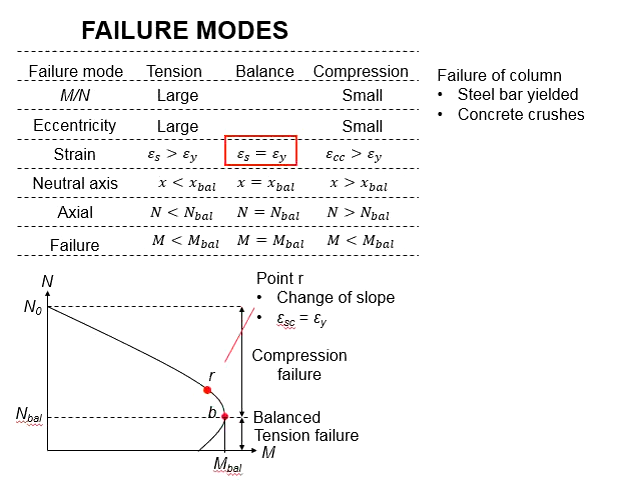 FAILURE MODES
Failure mode Tension Balance Compression
M/N Large Small
Eccentricity Large Small
Strain εs > εy εs = εy εcc > εy
Neutral axis x < xbal x = xbal x > xbal
Axial N < Nbal N = Nbal N > Nbal
Failure M < Mbal M = Mbal M < Mbal
Failure of column
• Steel bar yielded
• Concrete crushes
N
N0
Point r
• Change of slope
• εsc = εy
Compression
failure
r
b
Nbal
Balanced
Tension failure
M
Mbal